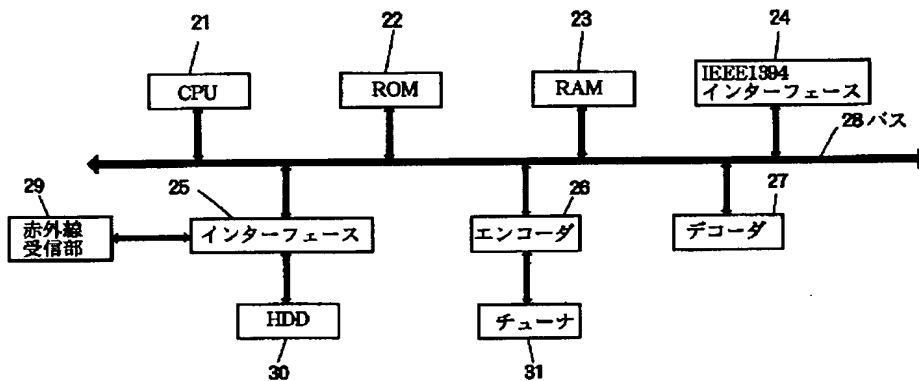 21
22
23
24
CPU
ROM
RAM
IEEE1394
インターフェース
28 バス
29
25
26
27
赤外線
受信部
インターフェース
エンコーダ
デコーダ
HDD
チューナ
30
31